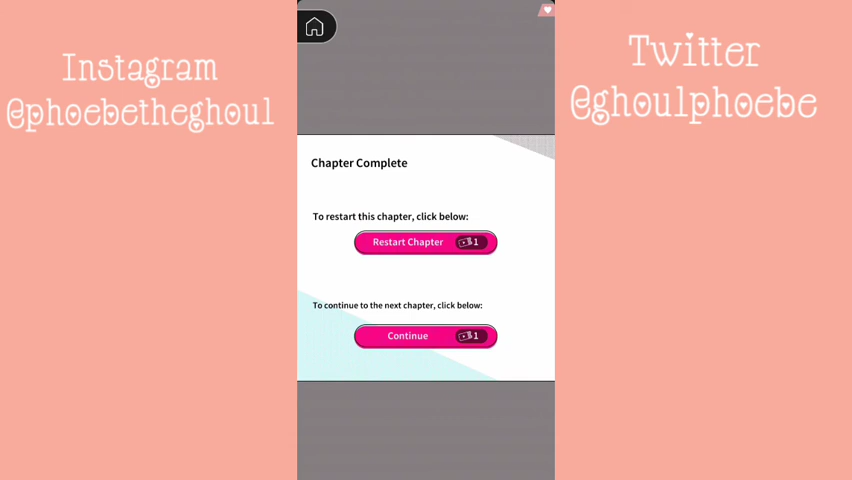 Instagram
@phoebetheghoul
Twitter
@ghoulphoebe
Chapter Complete
To restart this chapter, click below:
Restart Chapter 1
To continue to the next chapter, click below:
Continue 1